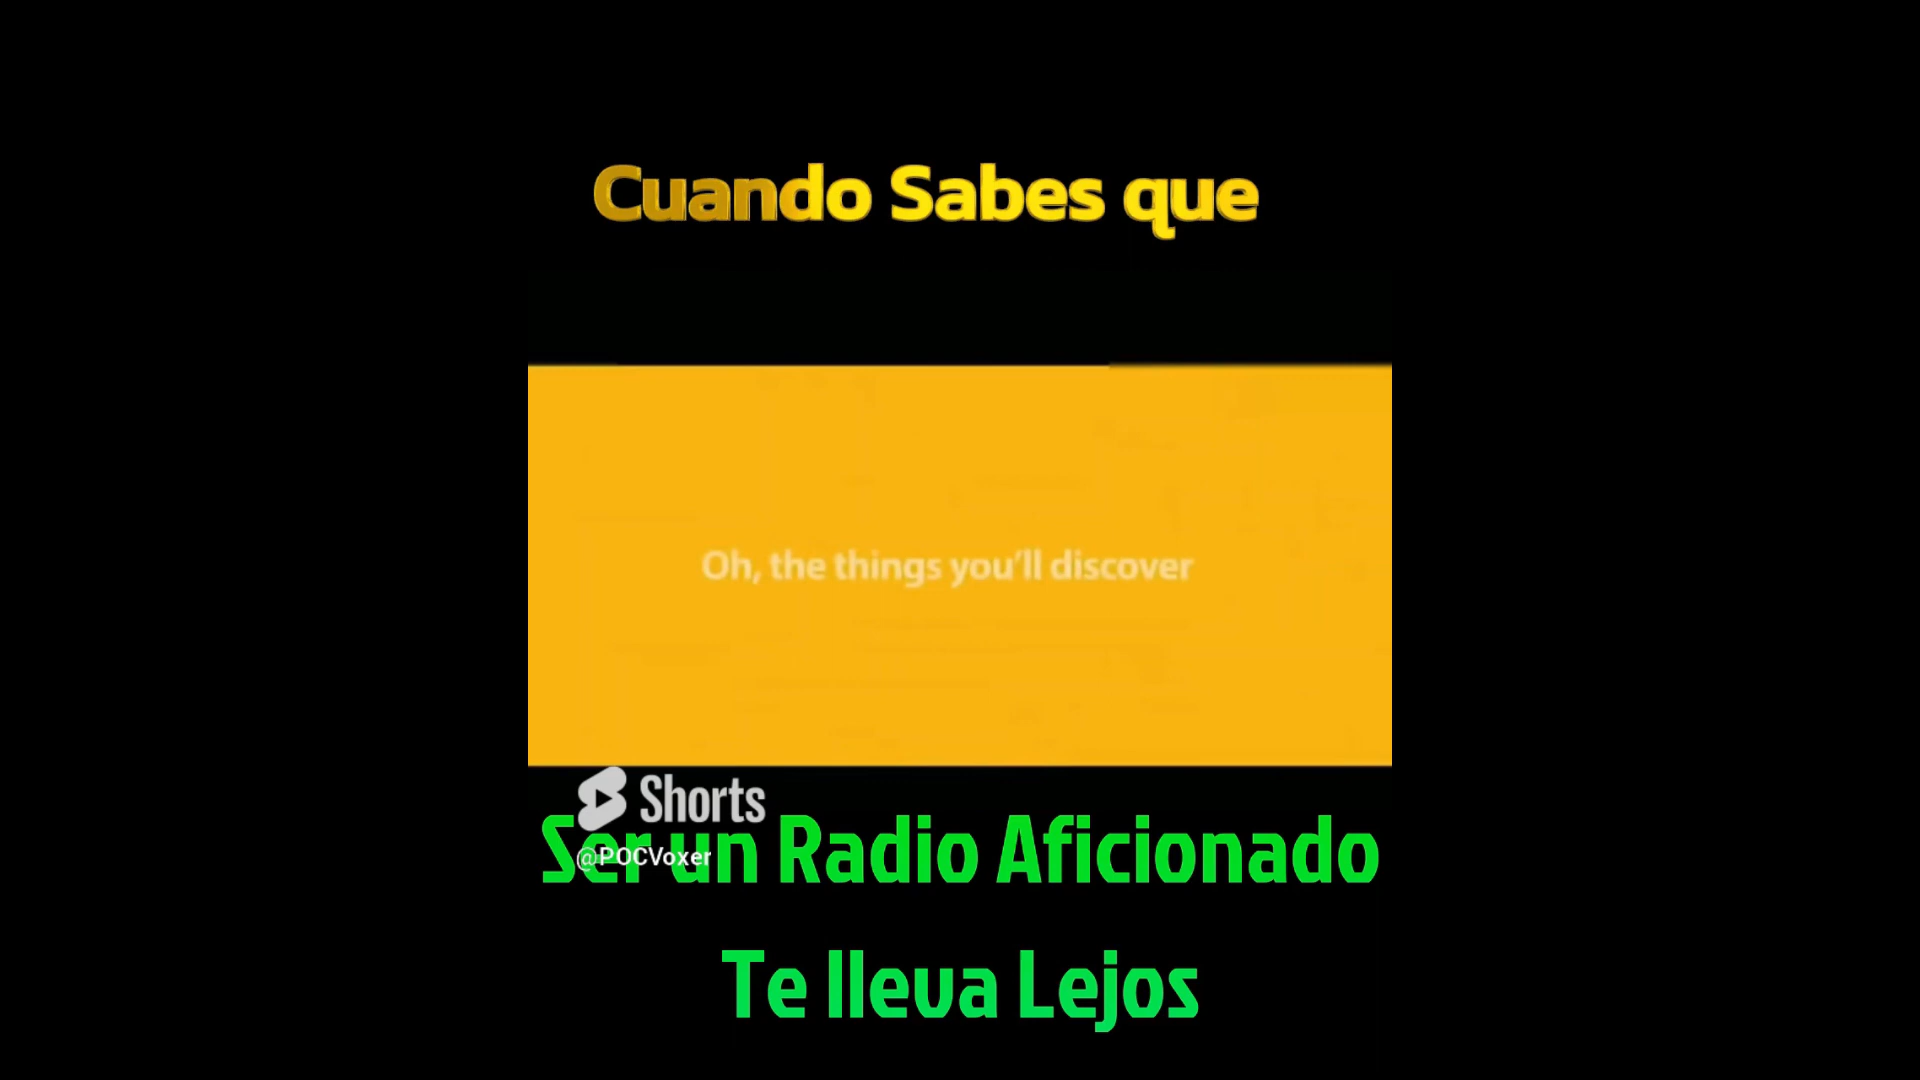 Cuando Sabes que
Oh, the things you'll discover
Shorts
@POCVoxer
Ser un Radio Aficionado
Te lleva Lejos